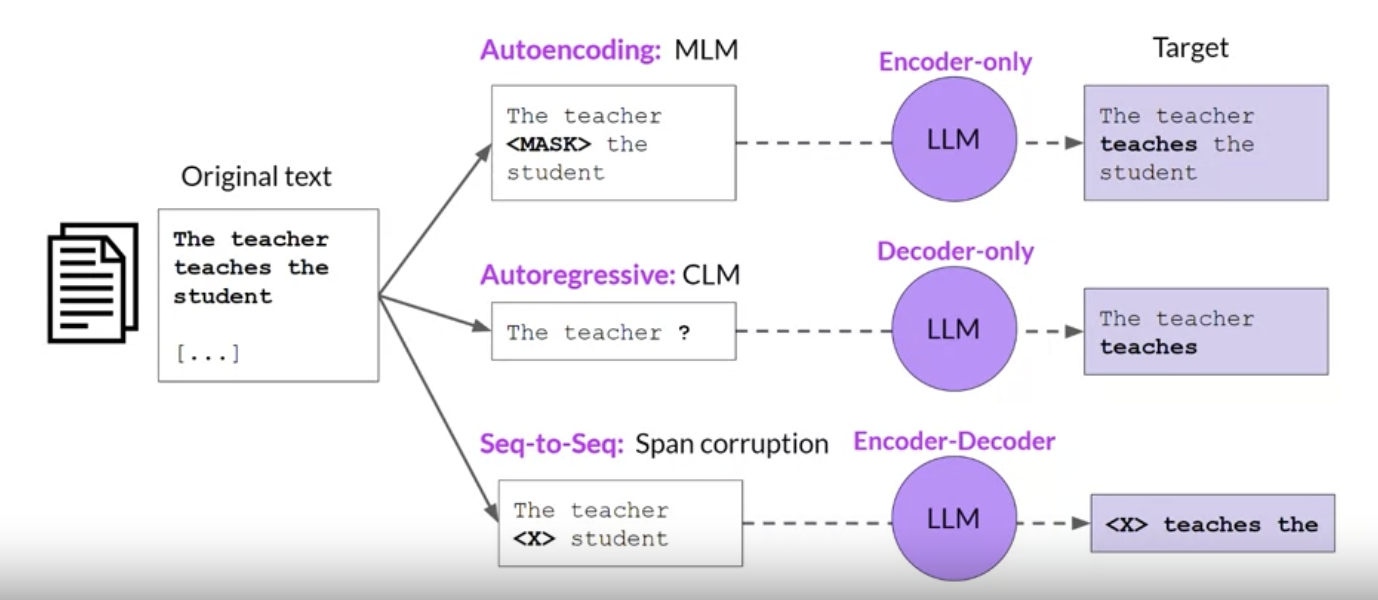 Original text
The teacher
teaches the
student
[...]
Autoencoding: MLM
The teacher
<MASK> the
student
Encoder-only
LLM
Target
The teacher
teaches the
student
Autoregressive: CLM
The teacher ?
Decoder-only
LLM
The teacher
teaches
Seq-to-Seq: Span corruption
The teacher
<X> student
Encoder-Decoder
LLM
<X> teaches the